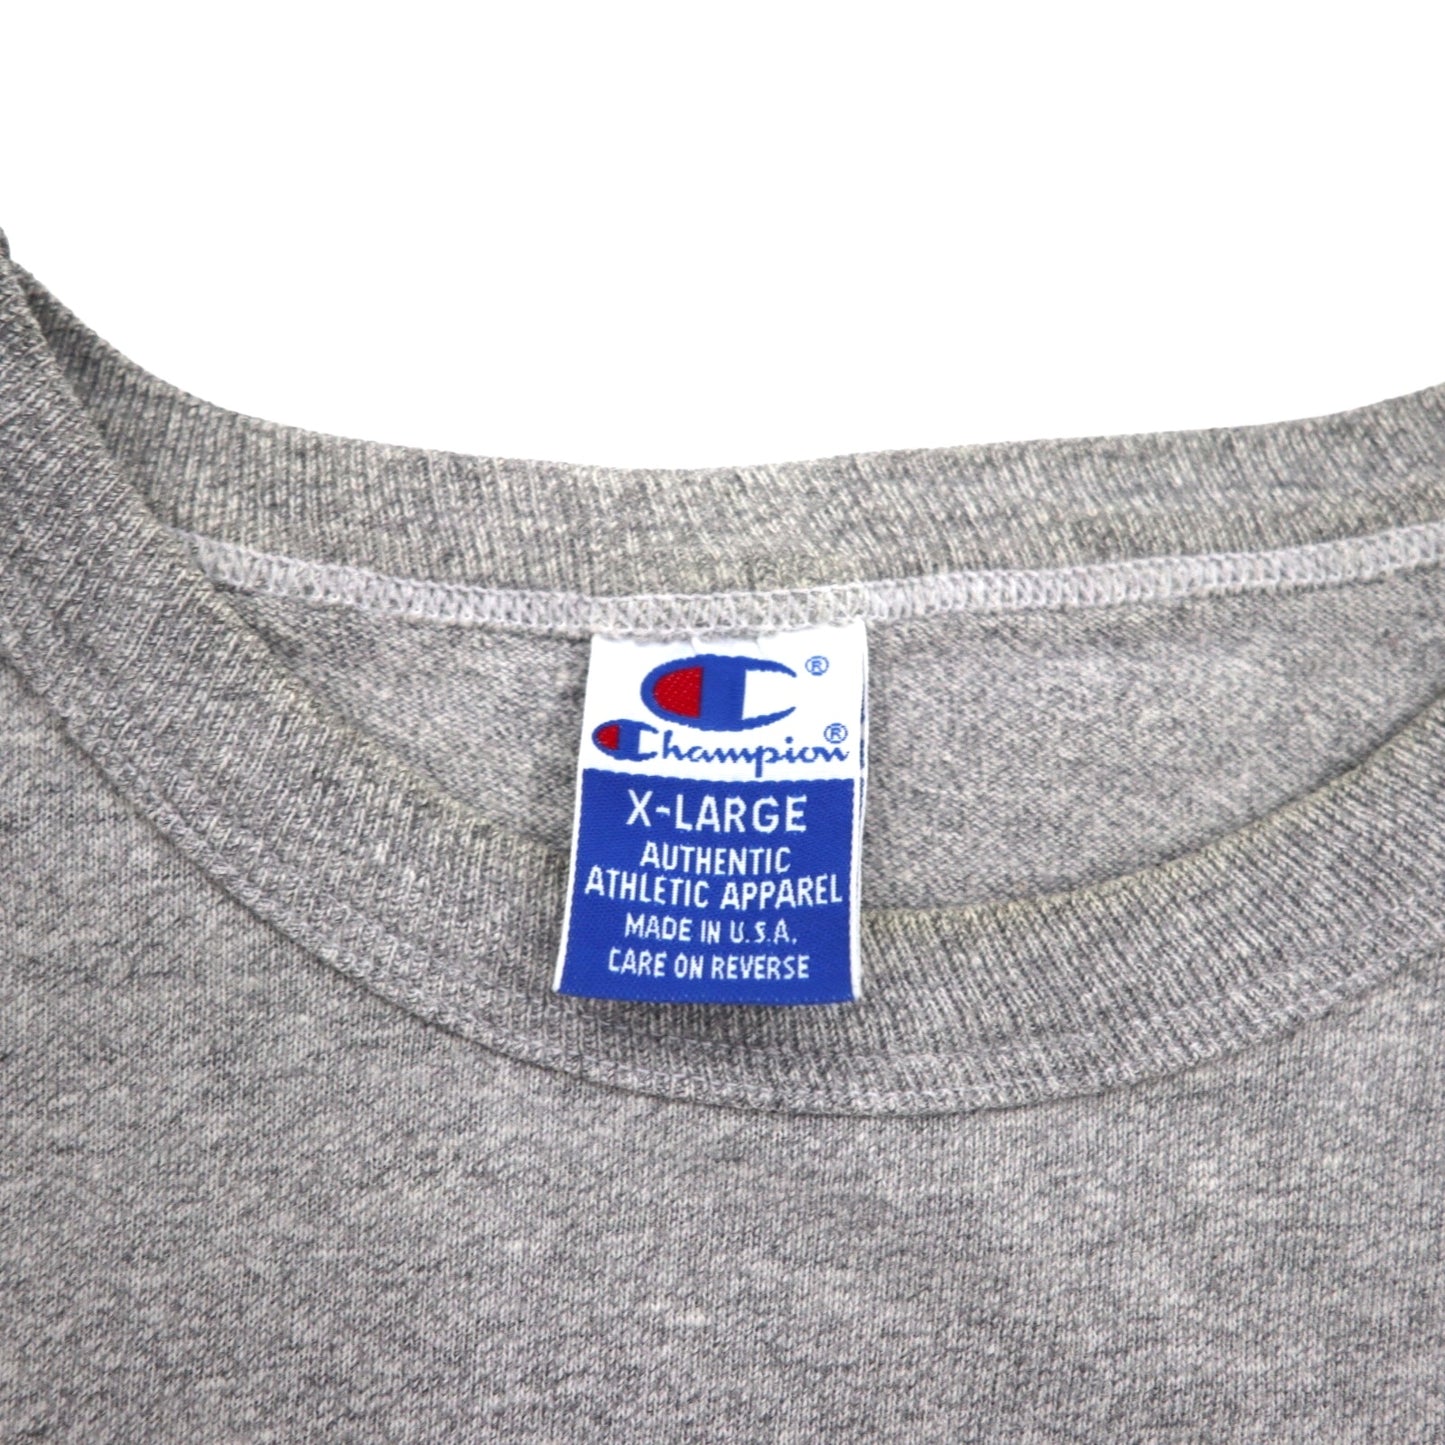 ®
Champion®
X-LARGE
AUTHENTIC
ATHLETIC APPAREL
MADE IN U.S.A.
CARE ON REVERSE